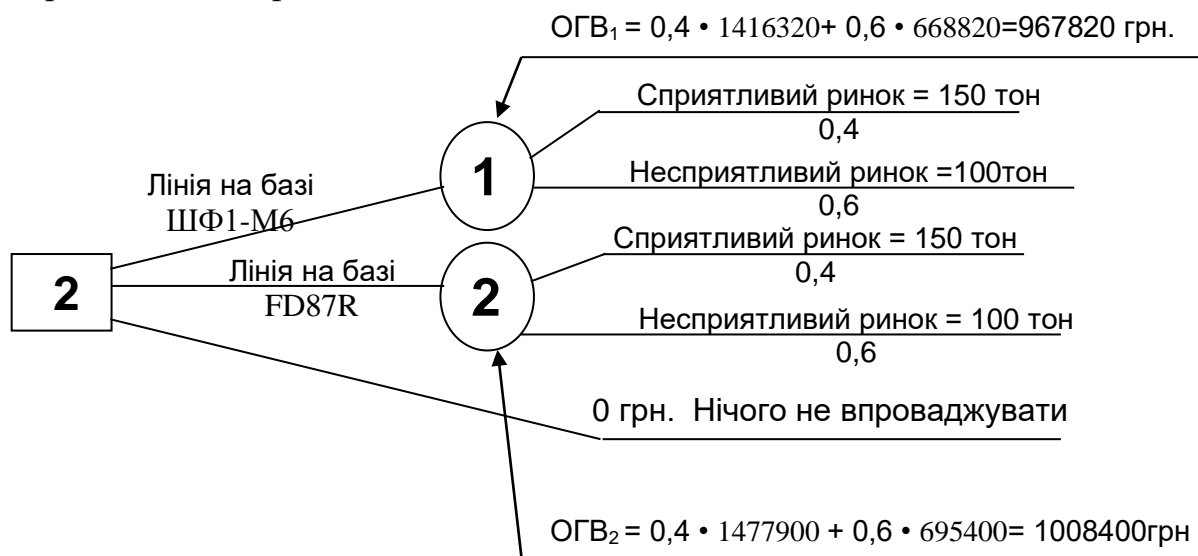 ОГВ₁ = 0,4 • 1416320+ 0,6 • 668820=967820 грн.
Сприятливий ринок = 150 тон
0,4
1
Несприятливий ринок =100тон
0,6
Лінія на базі
ШФ1-М6
Сприятливий ринок = 150 тон
0,4
2
Лінія на базі
FD87R
2
Несприятливий ринок = 100 тон
0,6
0 грн. Нічого не впроваджувати
ОГВ₂ = 0,4 • 1477900 + 0,6 • 695400= 1008400грн